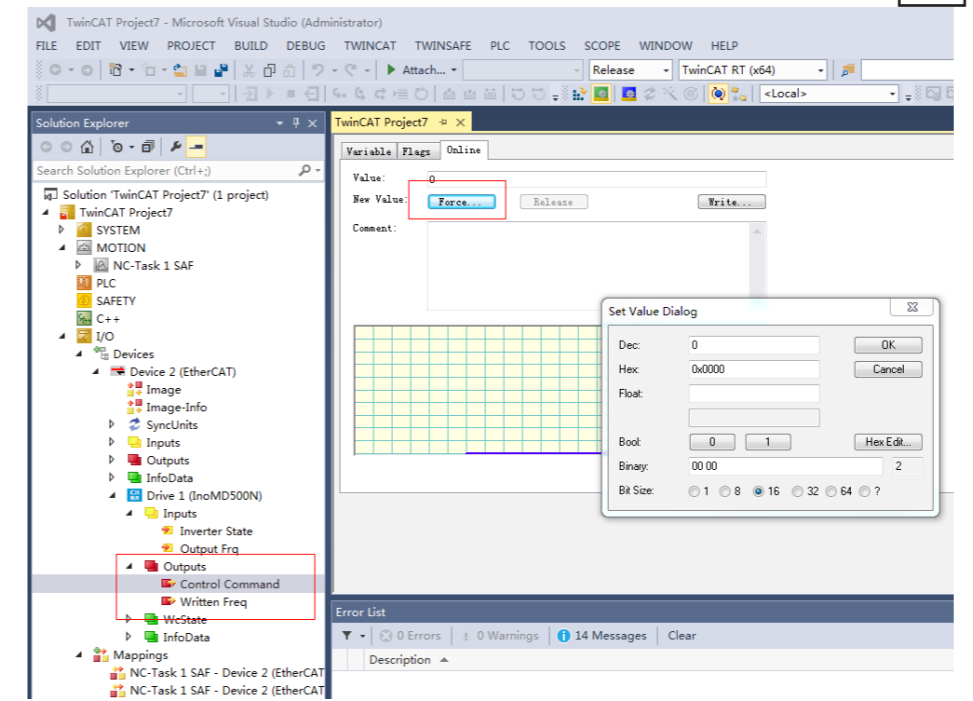 TwinCAT Project7 - Microsoft Visual Studio (Administrator)
FILE EDIT VIEW PROJECT BUILD DEBUG TWINCAT TWINSAFE PLC TOOLS SCOPE WINDOW HELP
Attach... Release TwinCAT RT (x64)
<Local>
Solution Explorer
Search Solution Explorer (Ctrl+;)
Solution 'TwinCAT Project7' (1 project)
TwinCAT Project7
SYSTEM
MOTION
NC-Task 1 SAF
PLC
SAFETY
C++
I/O
Devices
Device 2 (EtherCAT)
Image
Image-Info
SyncUnits
Inputs
Outputs
InfoData
Drive 1 (InoMD500N)
Inputs
Inverter State
Output Frq
Outputs
Control Command
Written Freq
WcState
InfoData
Mappings
NC-Task 1 SAF - Device 2 (EtherCAT
NC-Task 1 SAF - Device 2 (EtherCAT
TwinCAT Project7
Variable Flags Online
Value: 0
New Value: Force... Release Write...
Comment:
Set Value Dialog
Dec: 0 OK
Hex: 0x0000 Cancel
Float:
Bool: 0 1 Hex Edit...
Binary: 00 00 2
Bit Size: 1 8 16 32 64 ?
Error List
0 Errors 0 Warnings 14 Messages Clear
Description